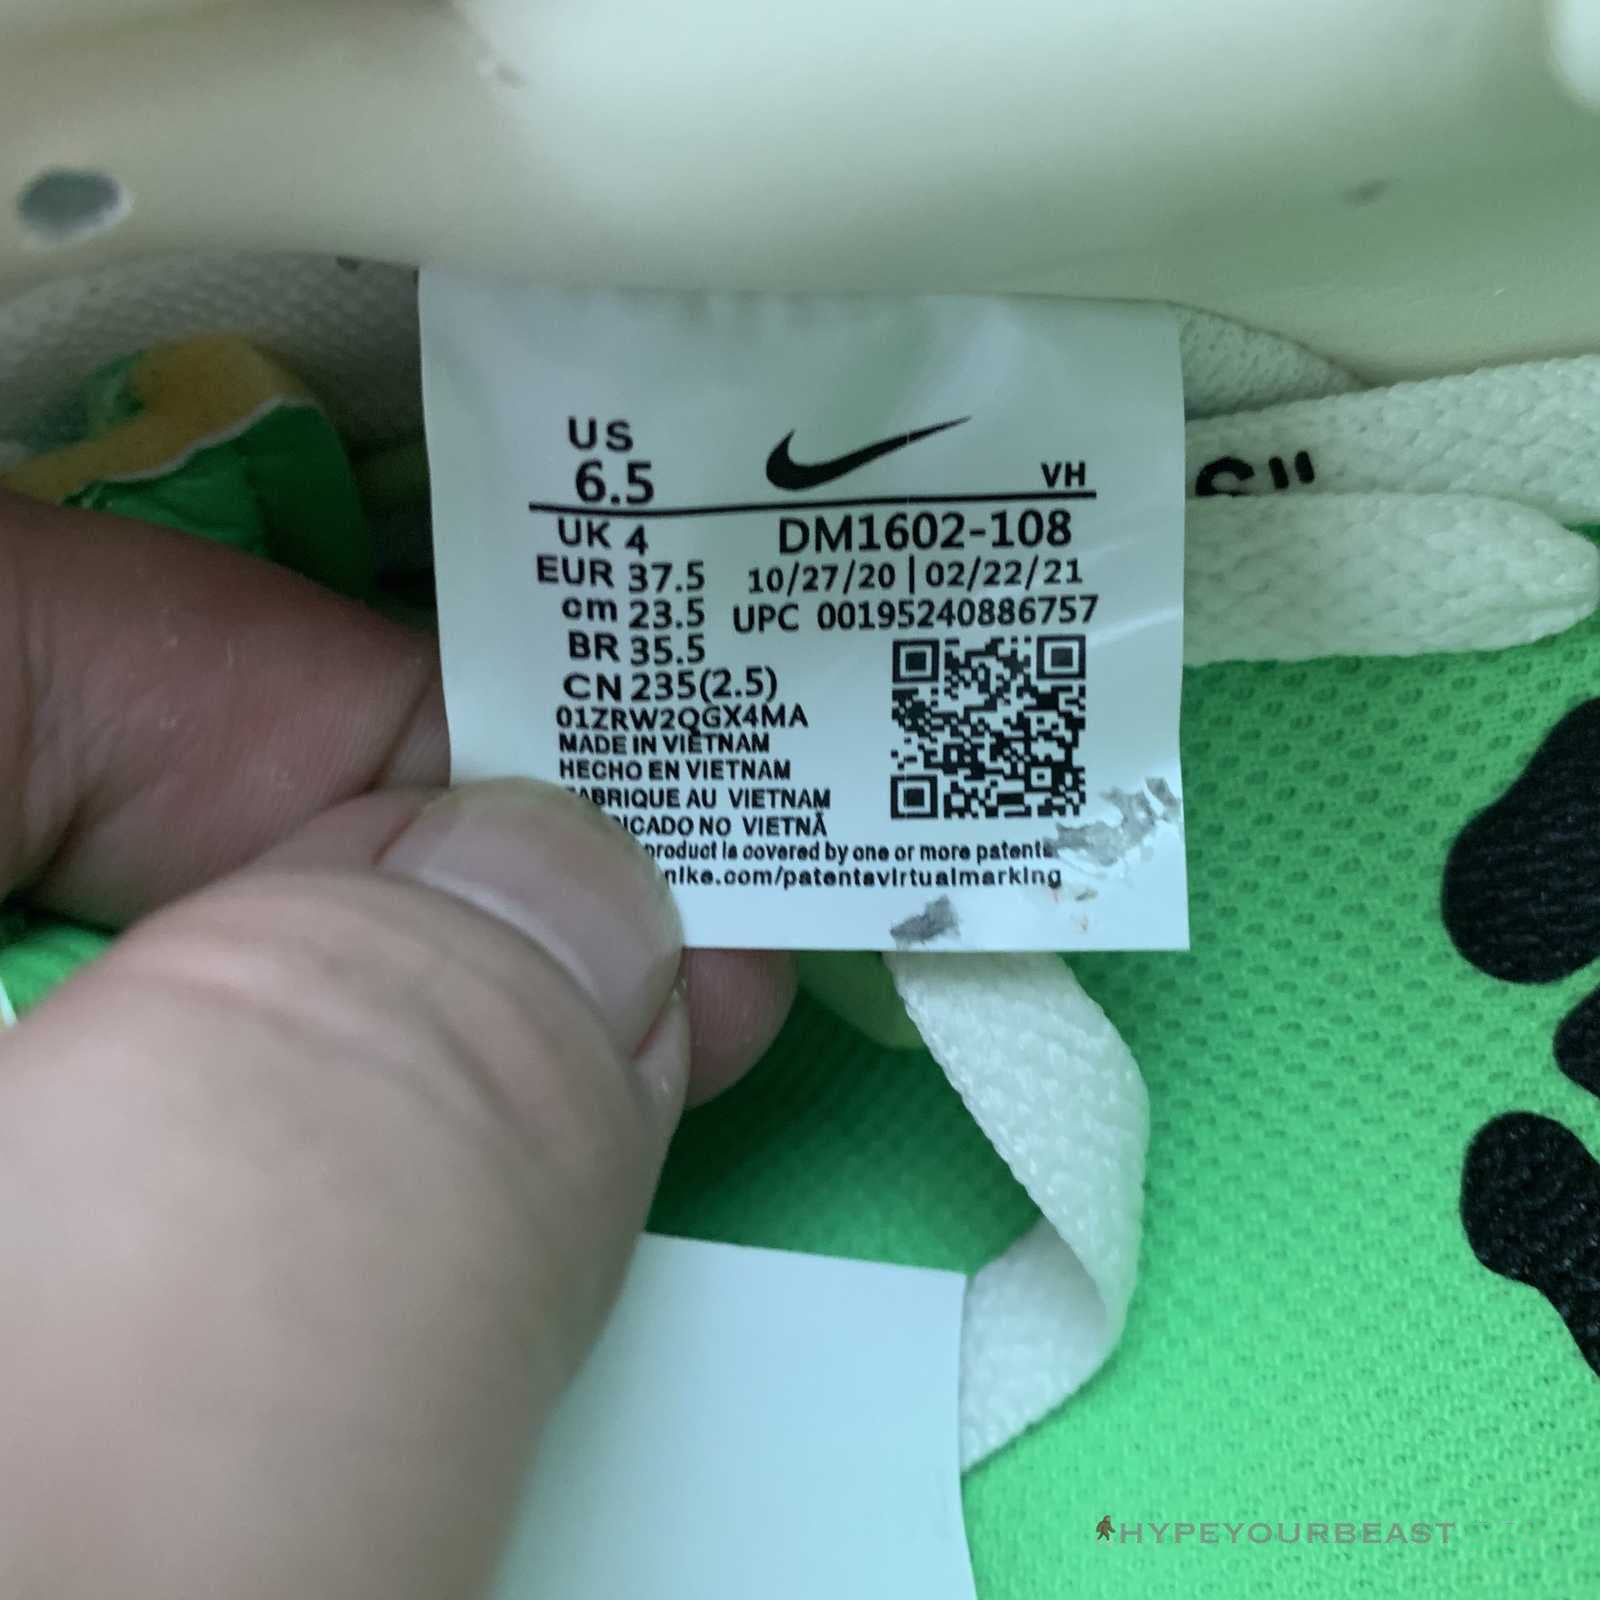 US
6.5
VH
UK 4
DM1602-108
EUR 37.5
10/27/20 | 02/22/21
cm 23.5
UPC 00195240886757
BR 35.5
CN 235(2.5)
01ZRW2QGX4MA
MADE IN VIETNAM
HECHO EN VIETNAM
FABRIQUE AU VIETNAM
ICADO NO VIETNÃ
product is covered by one or more patents
nike.com/patentsvirtualmarking
S"
HYPEYOURBEAST